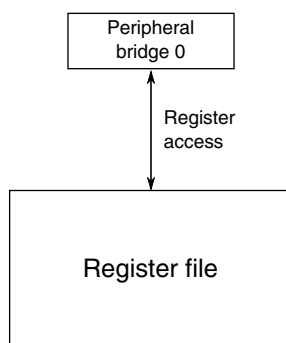 Peripheral
bridge 0
Register
access
Register file